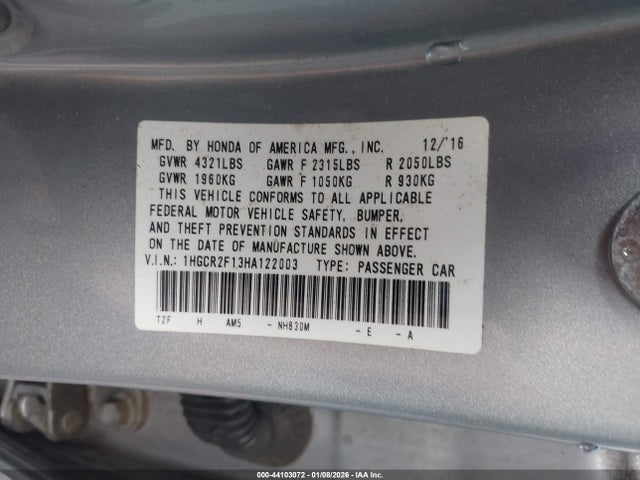 MFD. BY HONDA OF AMERICA MFG., INC. 12/'16
GVWR 4321LBS GAWR F 2315LBS R 2050LBS
GVWR 1960KG GAWR F 1050KG R 930KG
THIS VEHICLE CONFORMS TO ALL APPLICABLE
FEDERAL MOTOR VEHICLE SAFETY, BUMPER,
AND THEFT PREVENTION STANDARDS IN EFFECT
ON THE DATE OF MANUFACTURE SHOWN ABOVE.
V.I.N.: 1HGCR2F13HA122003 TYPE: PASSENGER CAR
T2F H AM5 - NH830M - E - A
000-44103072 - 01/08/2026 - IAA Inc.